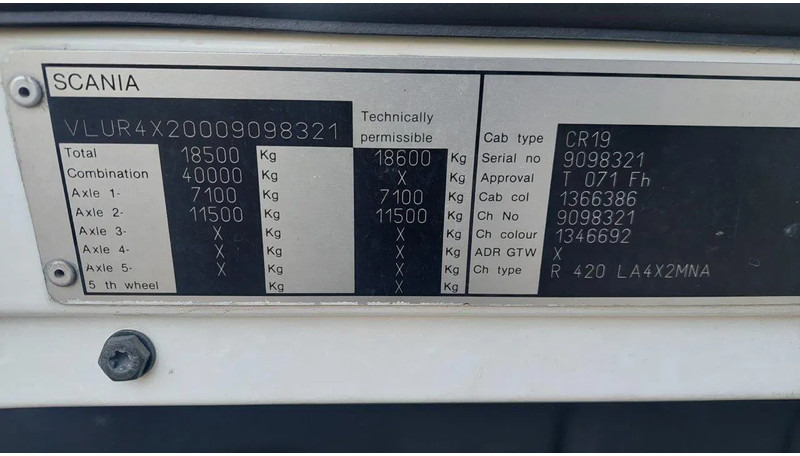 SCANIA
VLUR4X20009098321
Technically
permissible
Total 18500 Kg 18600 Kg
Combination 40000 Kg X Kg
Axle 1- 7100 Kg 7100 Kg
Axle 2- 11500 Kg 11500 Kg
Axle 3- X Kg X Kg
Axle 4- X Kg X Kg
Axle 5- X Kg X Kg
5 th wheel Kg X Kg
Cab type CR19
Serial no 9098321
Approval T 071 Fh
Cab col 1366386
Ch No 9098321
Ch colour 1346692
ADR GTW X
Ch type R 420 LA4X2MNA